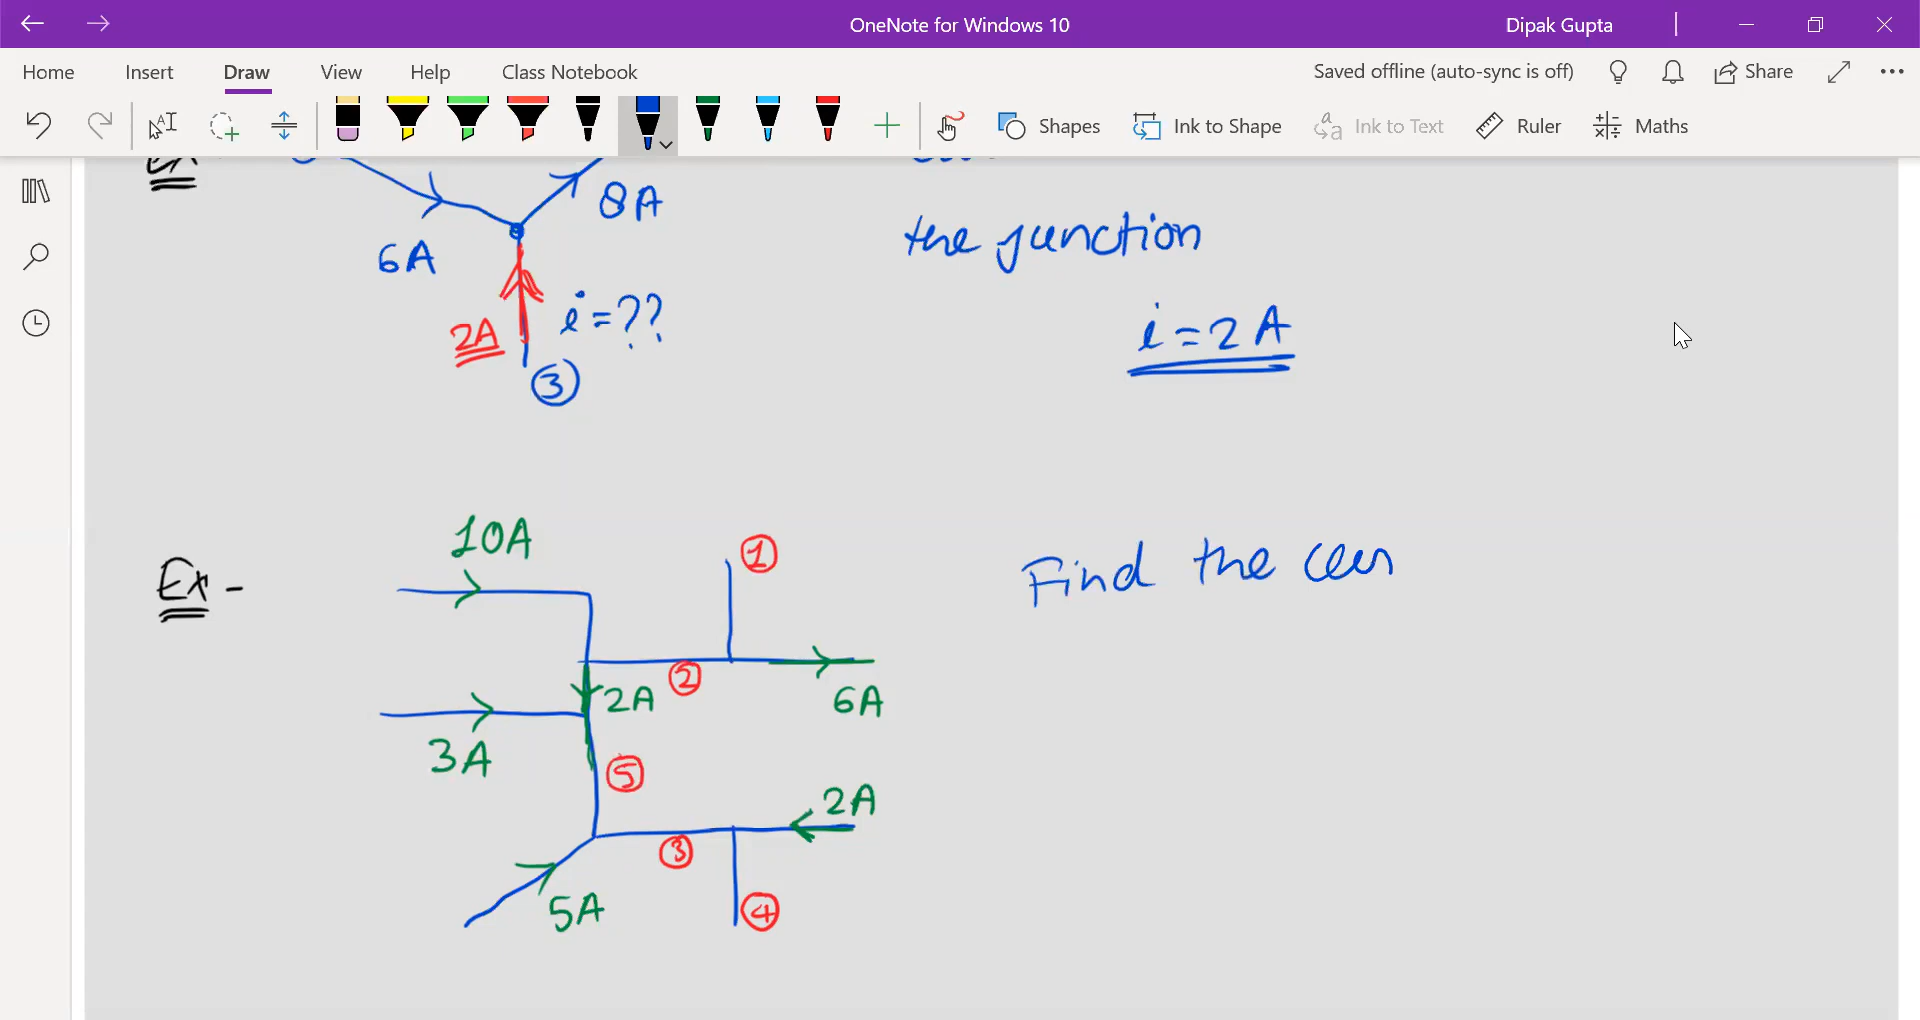 OneNote for Windows 10
Dipak Gupta
Home Insert Draw View Help Class Notebook
Saved offline (auto-sync is off) Share
Shapes Ink to Shape Ink to Text Ruler Maths
8A
6A
the junction
i=??
2A
i=2 A
3
10A
1
Ex -
Find the
2
2A
6A
3A
5
2A
3
5A
4